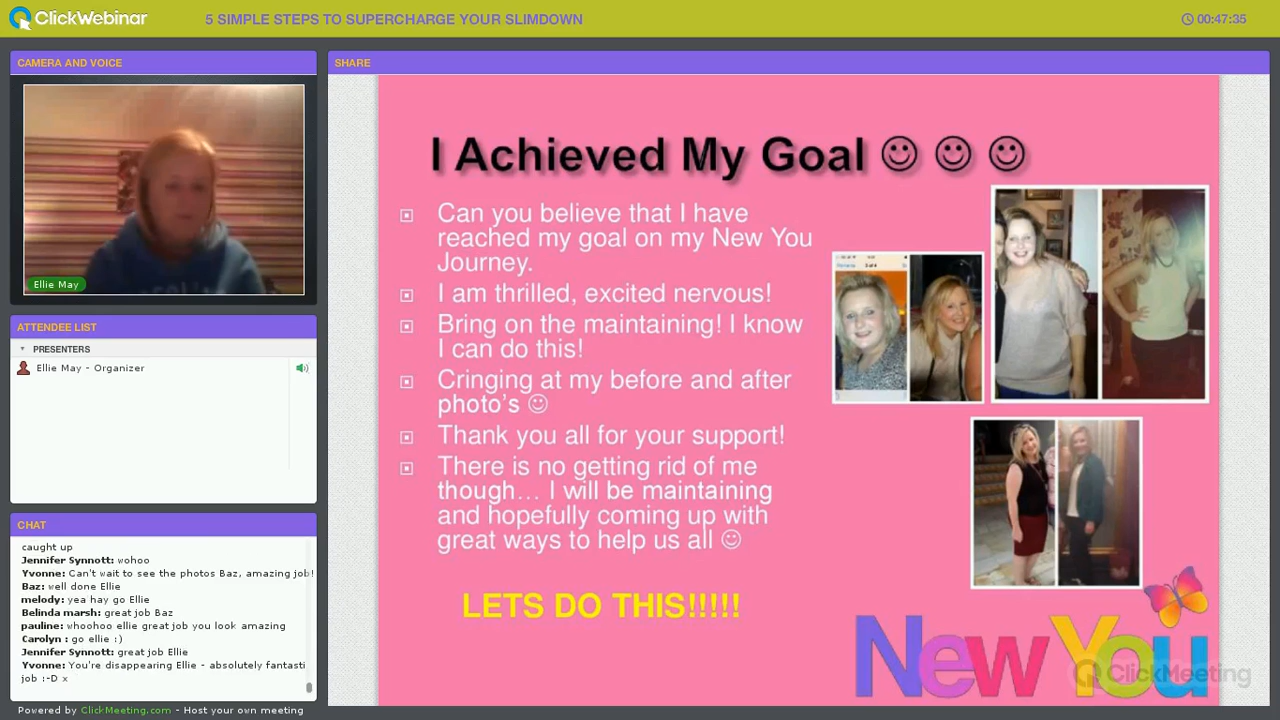 ClickWebinar
5 SIMPLE STEPS TO SUPERCHARGE YOUR SLIMDOWN
00:47:35
CAMERA AND VOICE
Ellie May
ATTENDEE LIST
PRESENTERS
Ellie May - Organizer
CHAT
caught up
Jennifer Synnott: wohoo
Yvonne: Can't wait to see the photos Baz, amazing job!
Baz: well done Ellie
melody: yea hay go Ellie
Belinda marsh: great job Baz
pauline: whoohoo ellie great job you look amazing
Carolyn : go ellie :)
Jennifer Synnott: great job Ellie
Yvonne: You're disappearing Ellie - absolutely fantasti
job :-D x
Powered by ClickMeeting.com - Host your own meeting
SHARE
I Achieved My Goal ☺ ☺ ☺
Can you believe that I have
reached my goal on my New You
Journey.
I am thrilled, excited nervous!
Bring on the maintaining! I know
I can do this!
Cringing at my before and after
photo's ☺
Thank you all for your support!
There is no getting rid of me
though... I will be maintaining
and hopefully coming up with
great ways to help us all ☺
LETS DO THIS!!!!!
New You
ClickMeeting